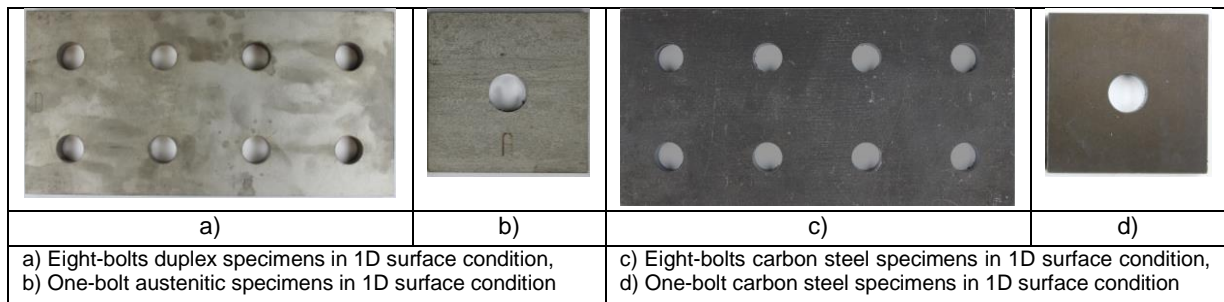 a)
b)
c)
d)
a) Eight-bolts duplex specimens in 1D surface condition,
b) One-bolt austenitic specimens in 1D surface condition
c) Eight-bolts carbon steel specimens in 1D surface condition,
d) One-bolt carbon steel specimens in 1D surface condition